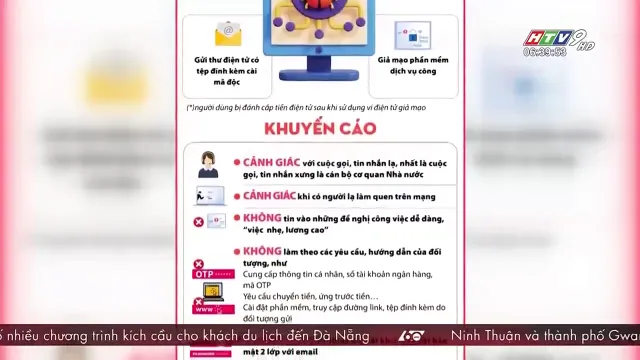 HTV9 HD
06:39:53
Gửi thư điện tử có
tệp đính kèm cài
mã độc
Giả mạo phần mềm
dịch vụ công
(*)người dùng bị đánh cấp tiền điện tử sau khi sử dụng ví điện tử giả mạo
KHUYẾN CÁO
CẢNH GIÁC với cuộc gọi, tin nhắn lạ, nhất là cuộc
gọi, tin nhắn xưng là cán bộ cơ quan Nhà nước
CẢNH GIÁC khi có người lạ làm quen trên mạng
KHÔNG tin vào những đề nghị công việc dễ dàng,
“việc nhẹ, lương cao”
KHÔNG làm theo các yêu cầu, hướng dẫn của đối
tượng, như
Cung cấp thông tin cá nhân, số tài khoản ngân hàng,
mã OTP
OTP
Yêu cầu chuyển tiền, ứng trước tiền...
Cài đặt phần mềm, truy cập đường link, tệp đính kèm do
đối tượng gửi
www
nhiều chương trình kích cầu cho khách du lịch đến Đà Nẵng
60
Ninh Thuận và thành phố Gwa
mật 2 lớp với email